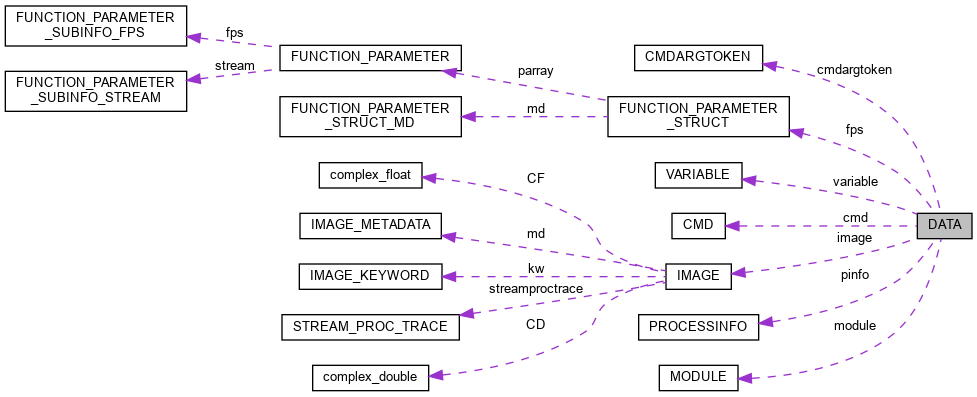 FUNCTION_PARAMETER
_SUBINFO_FPS
fps
stream
FUNCTION_PARAMETER
_SUBINFO_STREAM
FUNCTION_PARAMETER
parray
CMDARGTOKEN
cmdargtoken
FUNCTION_PARAMETER
_STRUCT_MD
md
FUNCTION_PARAMETER
_STRUCT
fps
complex_float
CF
VARIABLE
variable
IMAGE_METADATA
md
CMD
cmd
DATA
image
IMAGE_KEYWORD
kw
IMAGE
pinfo
streamproctrace
STREAM_PROC_TRACE
CD
PROCESSINFO
module
complex_double
MODULE